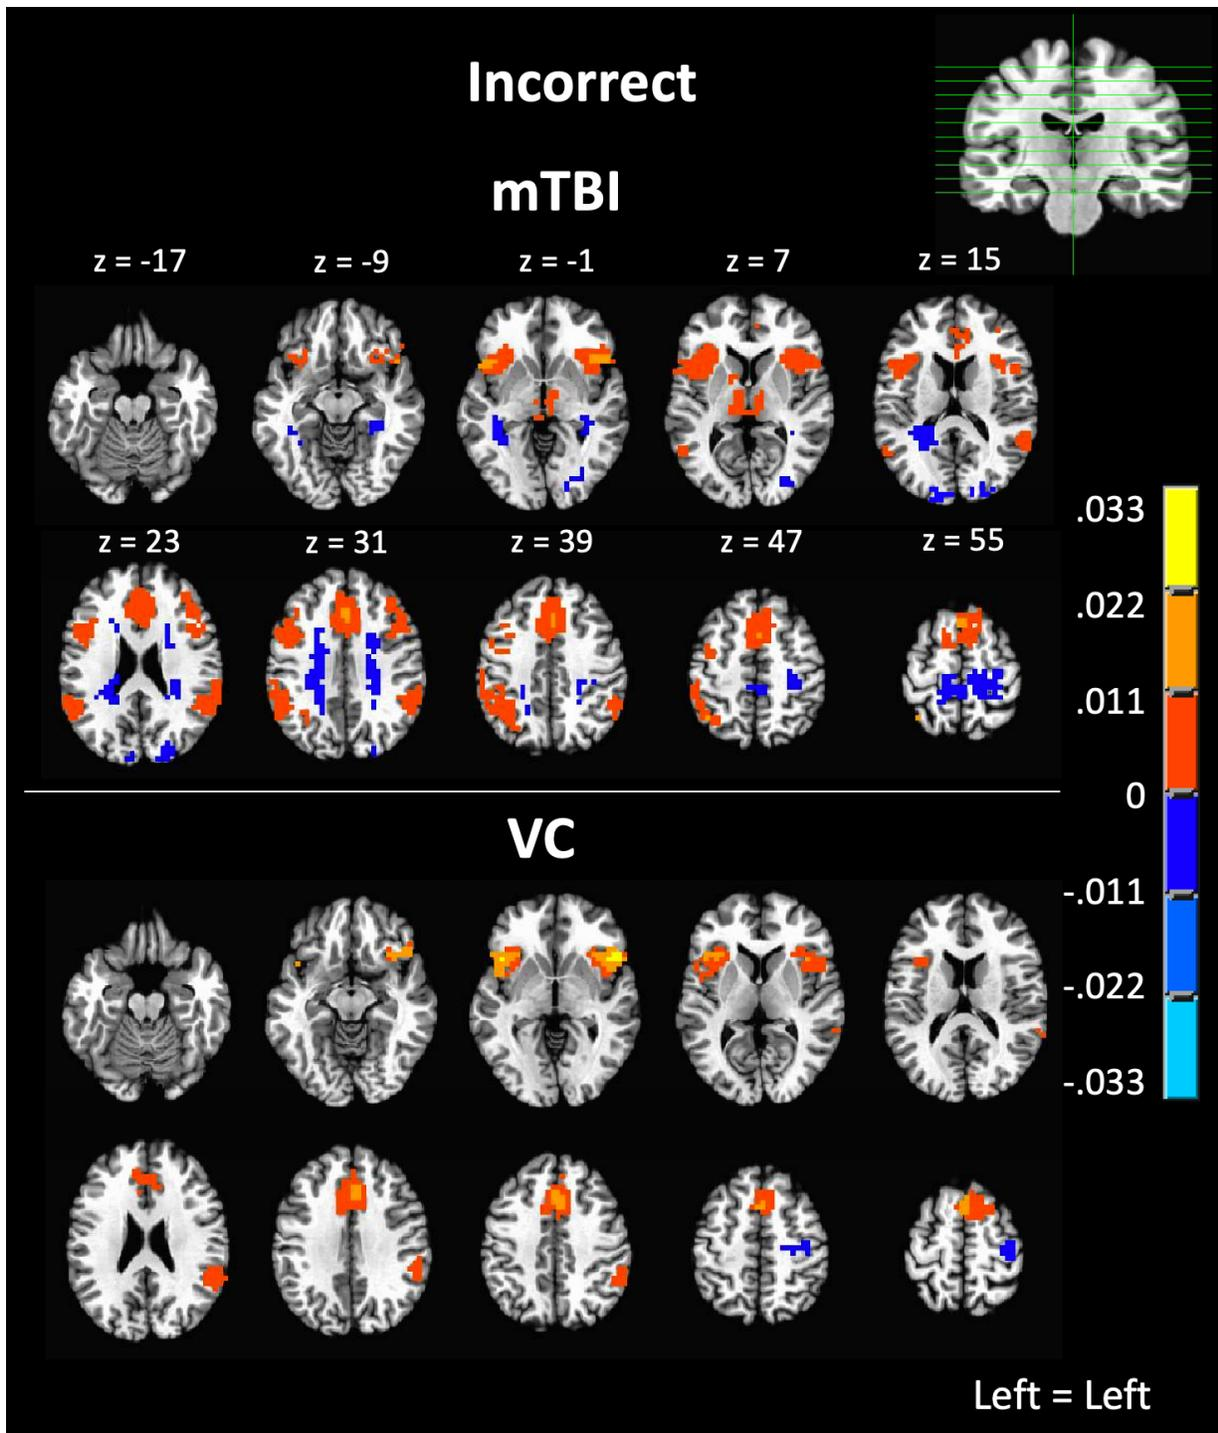 Incorrect
mTBI
z = -17 z = -9 z = -1 z = 7 z = 15
z = 23 z = 31 z = 39 z = 47 z = 55
.033
.022
.011
0
-.011
-.022
-.033
VC
Left = Left